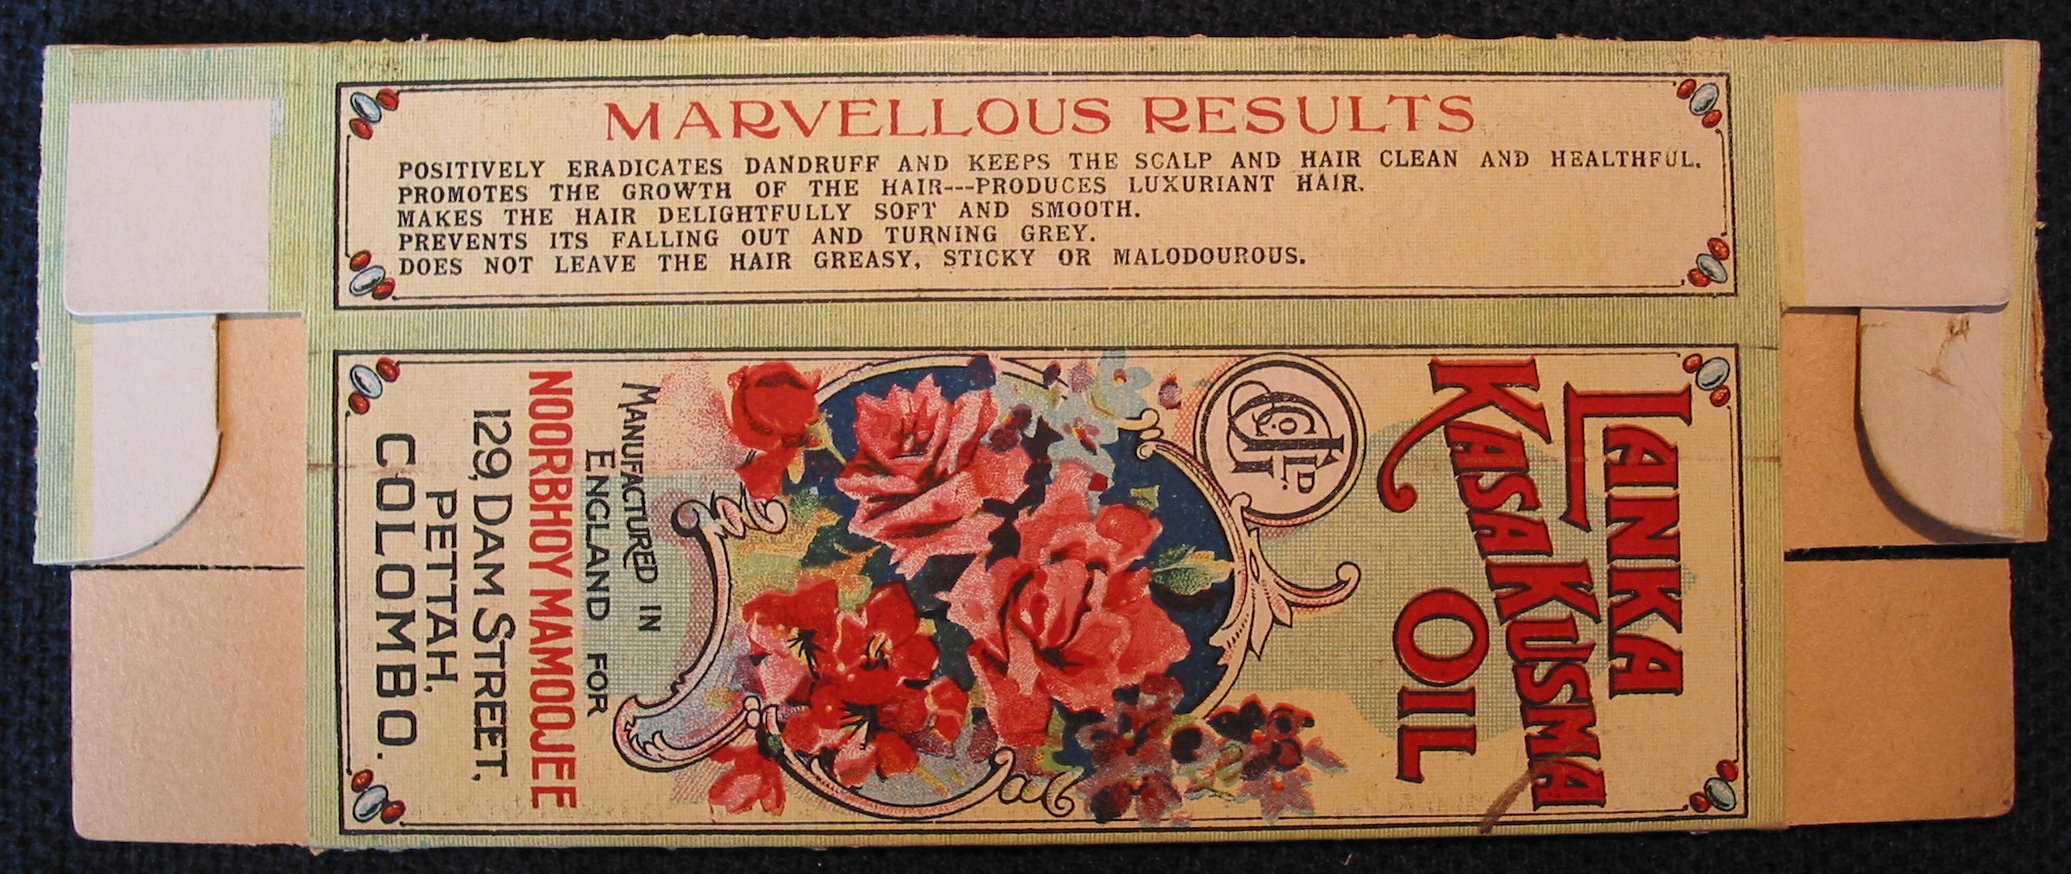 MARVELLOUS RESULTS
POSITIVELY ERADICATES DANDRUFF AND KEEPS THE SCALP AND HAIR CLEAN AND HEALTHFUL.
PROMOTES THE GROWTH OF THE HAIR---PRODUCES LUXURIANT HAIR.
MAKES THE HAIR DELIGHTFULLY SOFT AND SMOOTH.
PREVENTS ITS FALLING OUT AND TURNING GREY.
DOES NOT LEAVE THE HAIR GREASY, STICKY OR MALODOUROUS.
LANKA
KASA KUSMA
OIL
MANUFACTURED IN
ENGLAND FOR
NOORBHOY MAMOOJEE
129, DAM STREET,
PETTAH,
COLOMBO.